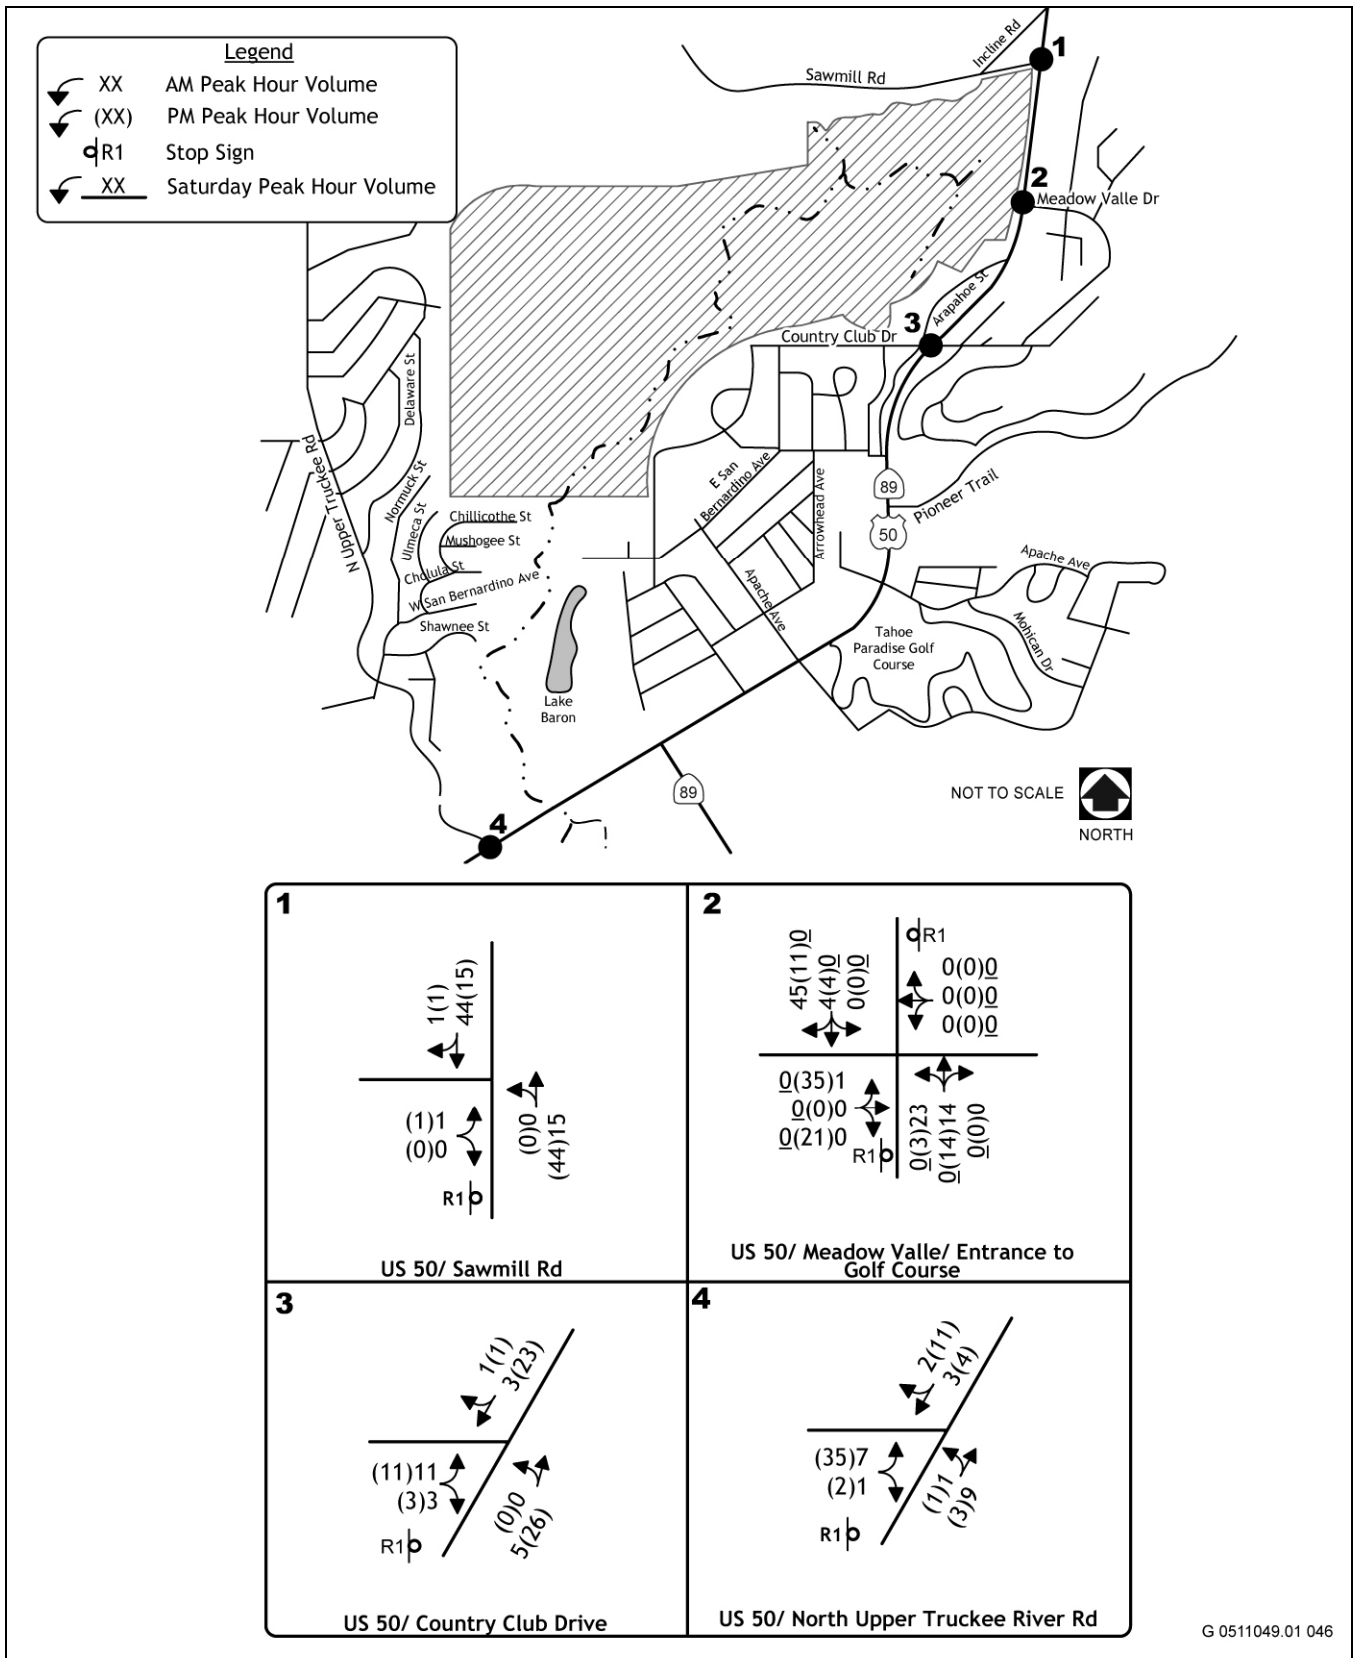 Legend
XX AM Peak Hour Volume
(XX) PM Peak Hour Volume
R1 Stop Sign
XX Saturday Peak Hour Volume
Incline Rd
1
Sawmill Rd
2
Meadow Valle Dr
Arapahoe St
3
Country Club Dr
Delaware St
N Upper Truckee Rd
Normuck St
Ulmeca St
Chillicothe St
Mushogee St
Cholula St
W San Bernardino Ave
Shawnee St
E San
Bernardino Ave
Arrowhead Ave
89
Pioneer Trail
50
Apache Ave
Apache Ave
Mohican Dr
Tahoe
Paradise Golf
Course
Lake
Baron
89
NOT TO SCALE
NORTH
4
1
1(1)
44(15)
(1)1
(0)0
(0)0
(44)15
R1
US 50/ Sawmill Rd
2
45(11)0
4(4)0
0(0)0
R1
0(0)0
0(0)0
0(0)0
0(35)1
0(0)0
0(21)0
R1
0(3)23
0(14)14
0(0)0
US 50/ Meadow Valle/ Entrance to
Golf Course
3
1(1)
3(23)
(11)11
(3)3
(0)0
5(26)
R1
US 50/ Country Club Drive
4
2(11)
3(4)
(35)7
(2)1
(1)1
(3)9
R1
US 50/ North Upper Truckee River Rd
G 0511049.01 046